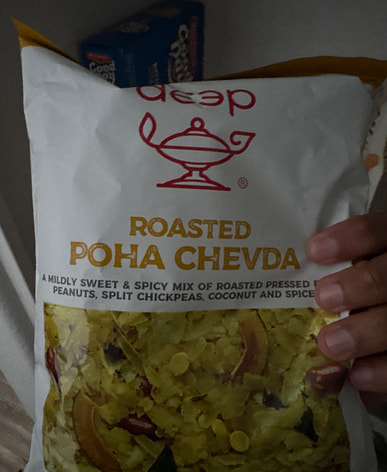 deep
®
ROASTED
POHA CHEVDA
A MILDLY SWEET & SPICY MIX OF ROASTED PRESSED
PEANUTS, SPLIT CHICKPEAS, COCONUT AND SPICE